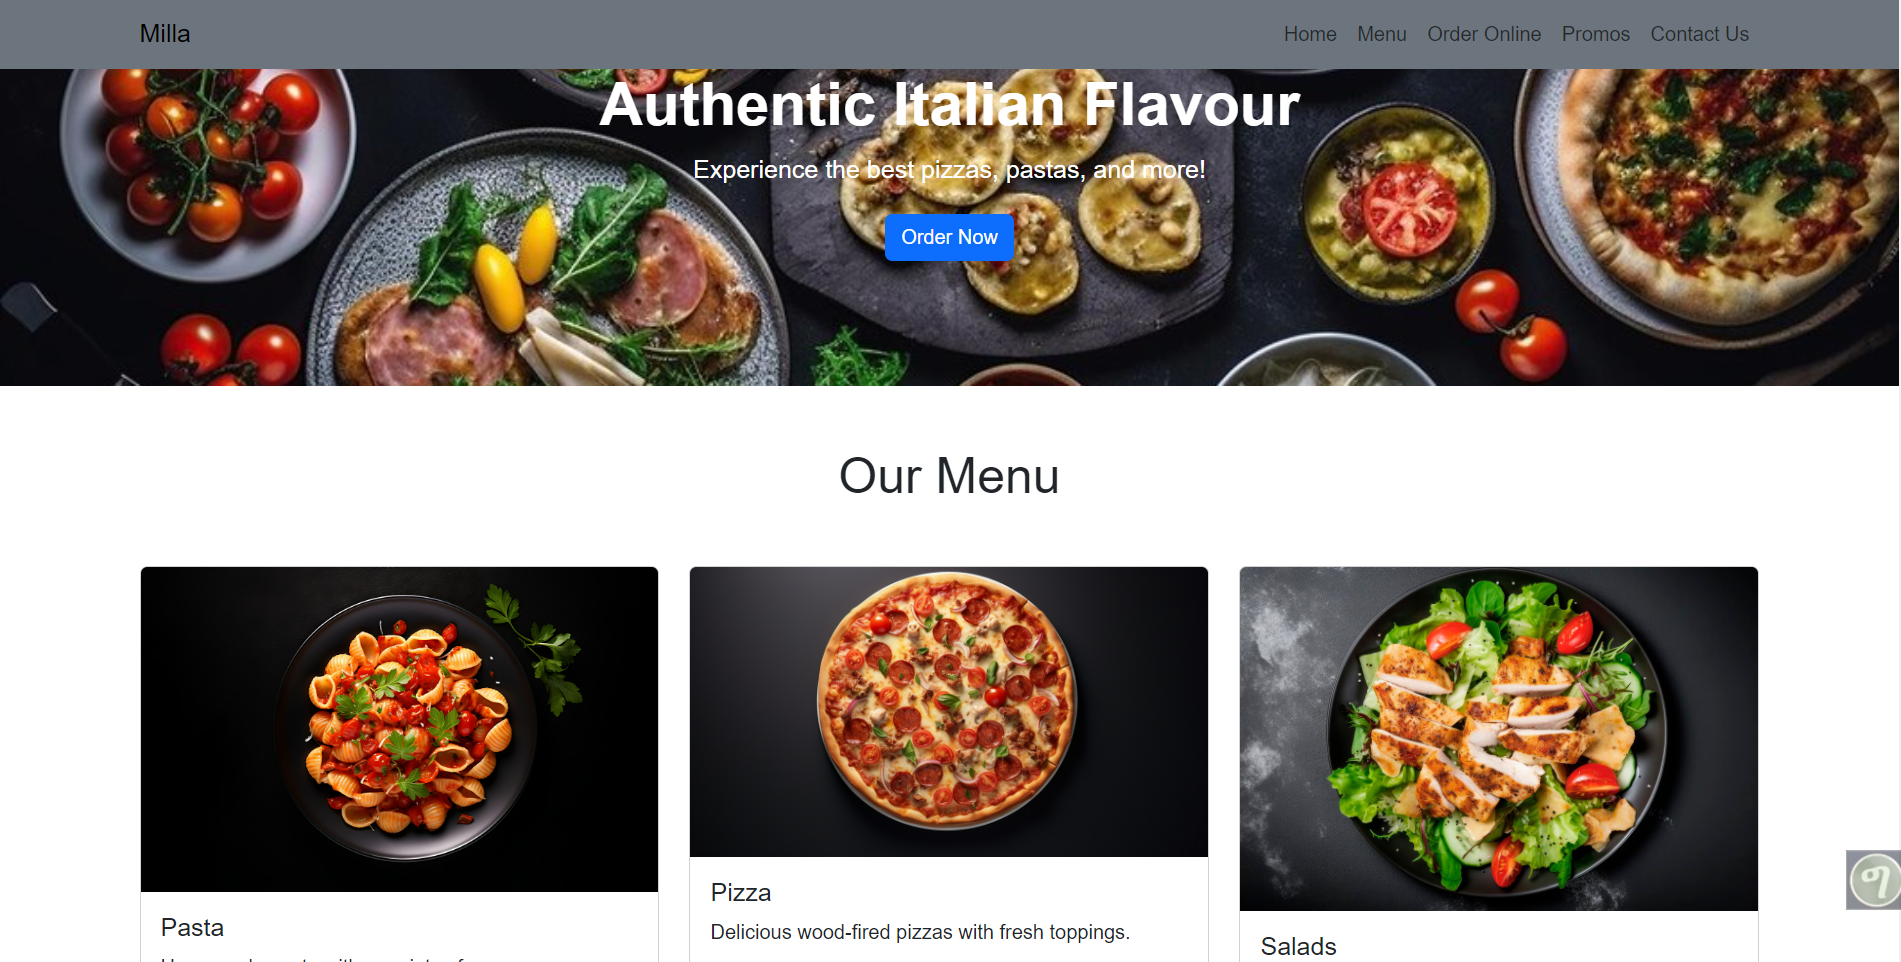 Milla
Home Menu Order Online Promos Contact Us
Authentic Italian Flavour
Experience the best pizzas, pastas, and more!
Order Now
Our Menu
Pasta
Pizza
Delicious wood-fired pizzas with fresh toppings.
Salads